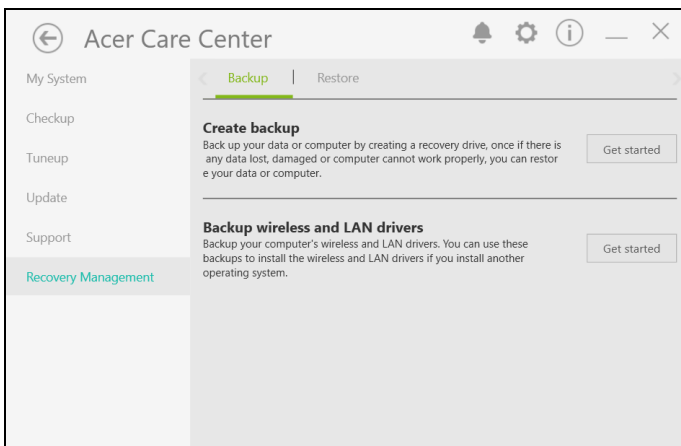 Acer Care Center
My System
Checkup
Tuneup
Update
Support
Recovery Management
Backup
Restore
Create backup
Back up your data or computer by creating a recovery drive, once if there is
any data lost, damaged or computer cannot work properly, you can restor
e your data or computer.
Get started
Backup wireless and LAN drivers
Backup your computer's wireless and LAN drivers. You can use these
backups to install the wireless and LAN drivers if you install another
operating system.
Get started